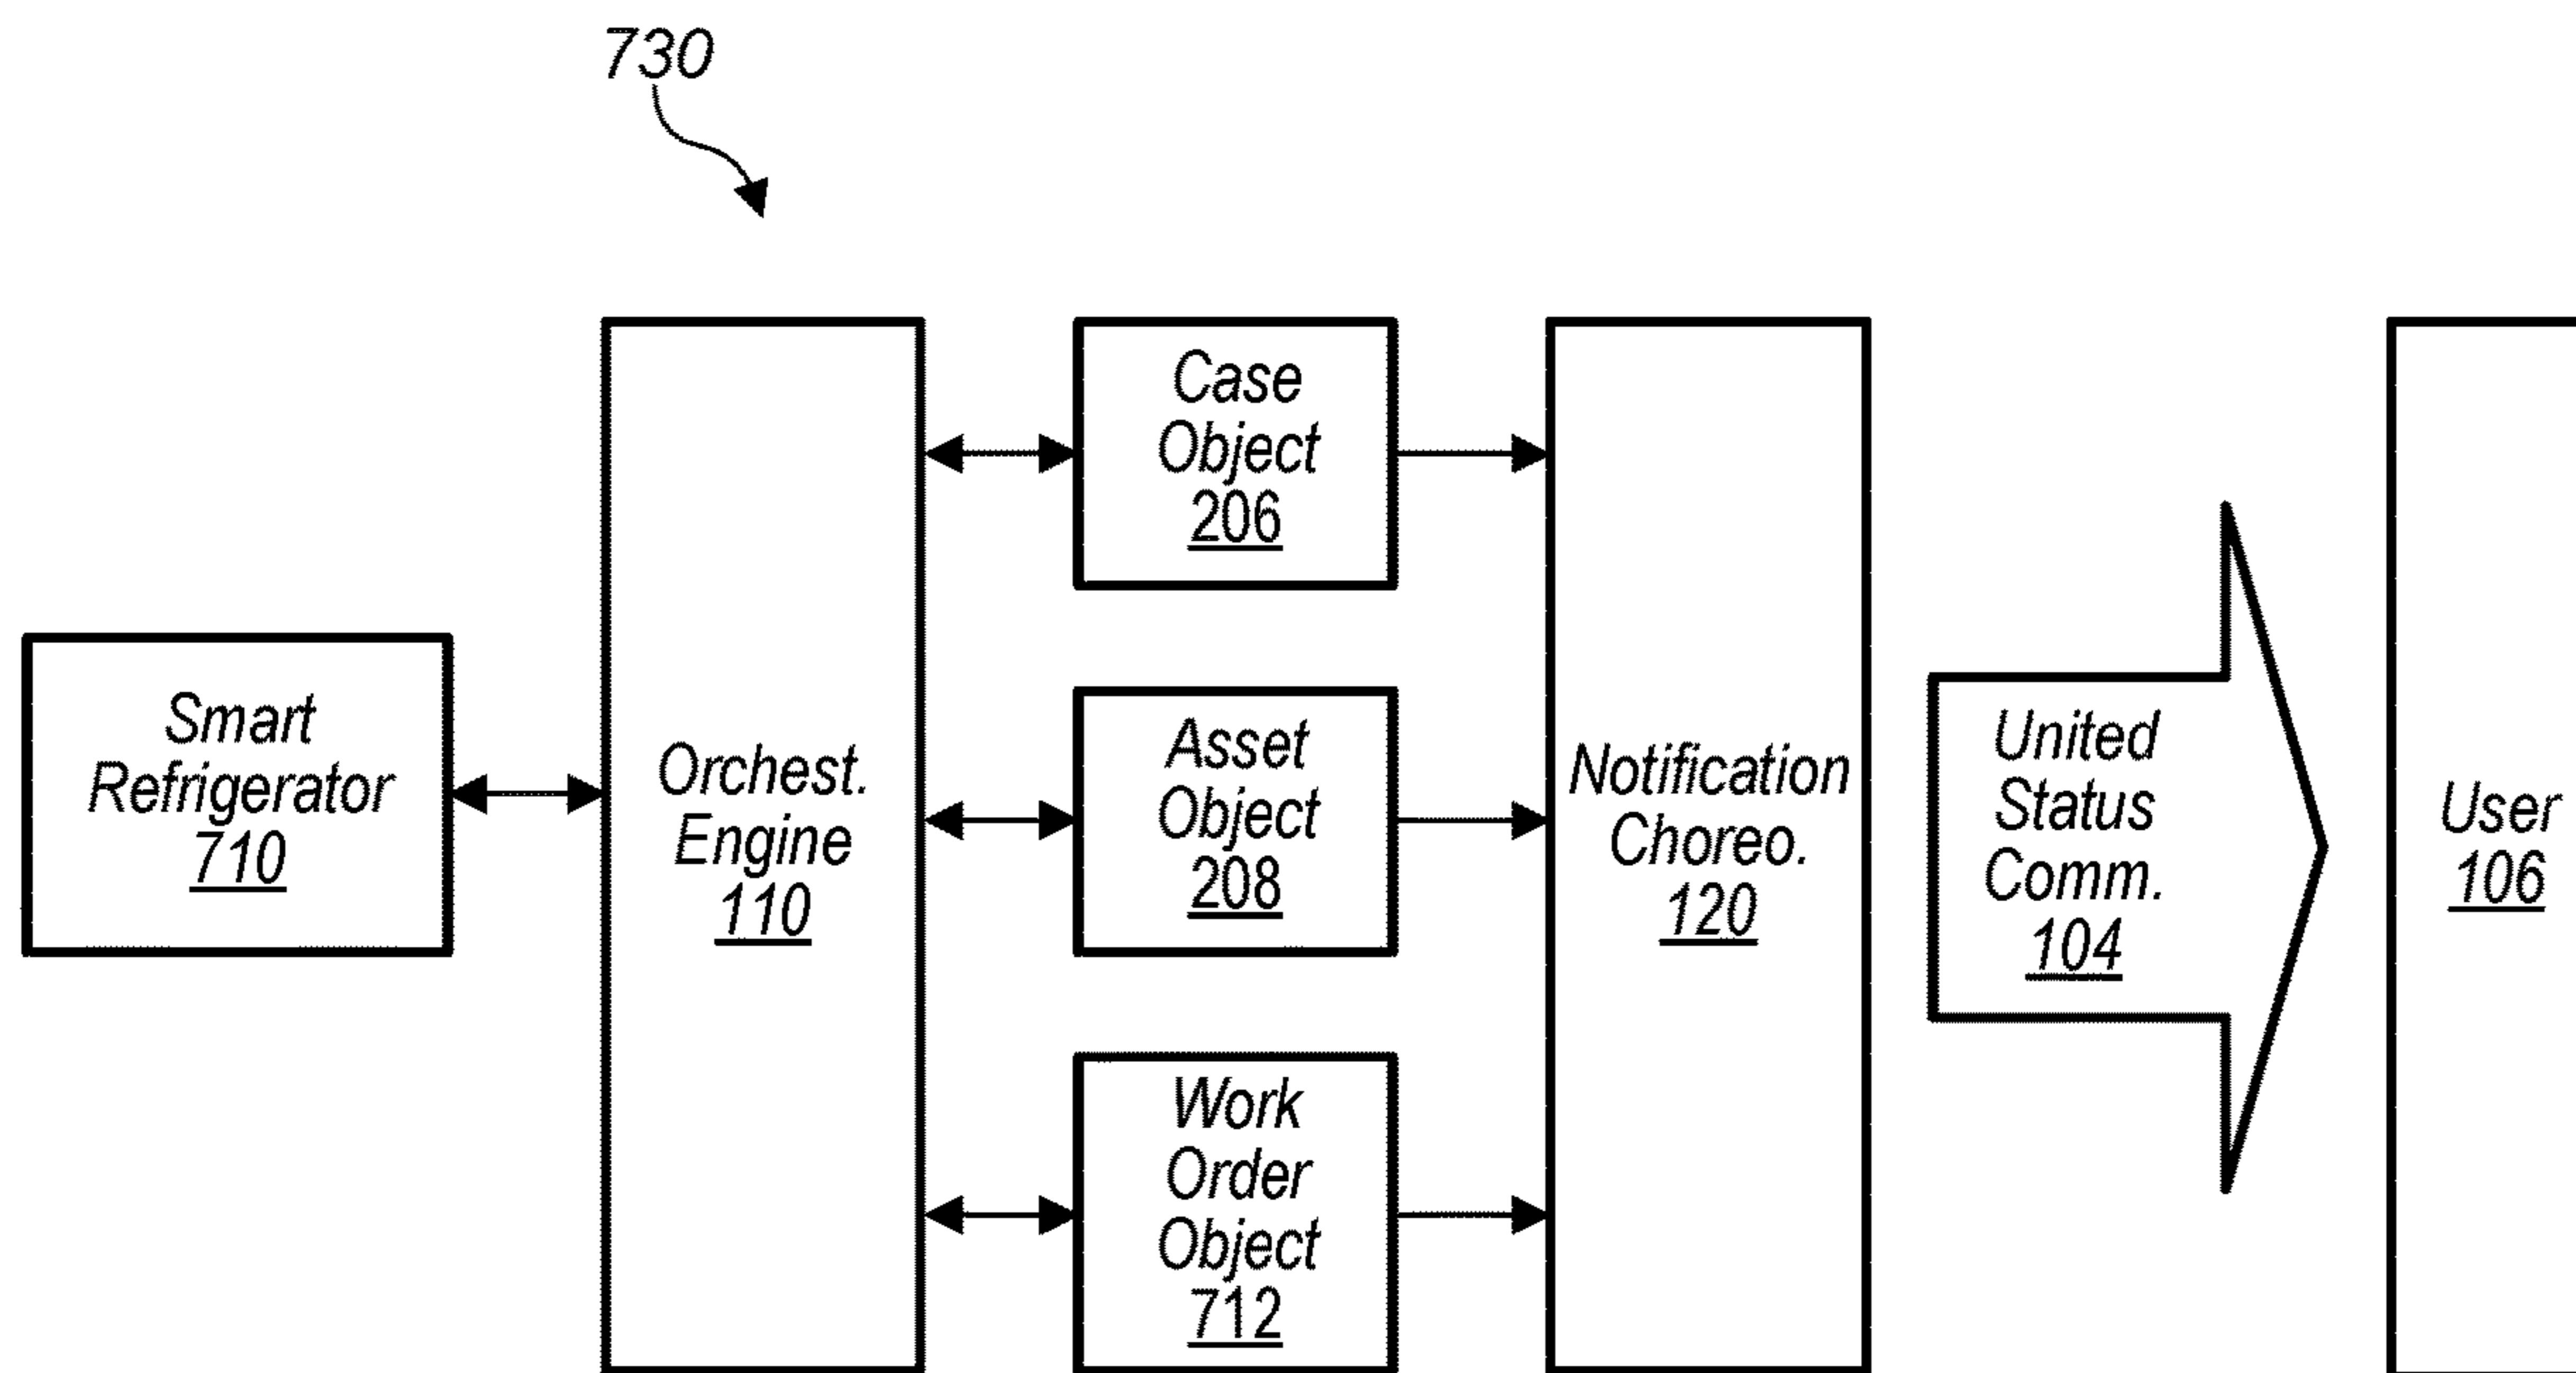 730
Smart
Refrigerator
710
Orchest.
Engine
110
Case
Object
206
Asset
Object
208
Work
Order
Object
712
Notification
Choreo.
120
United
Status
Comm.
104
User
106